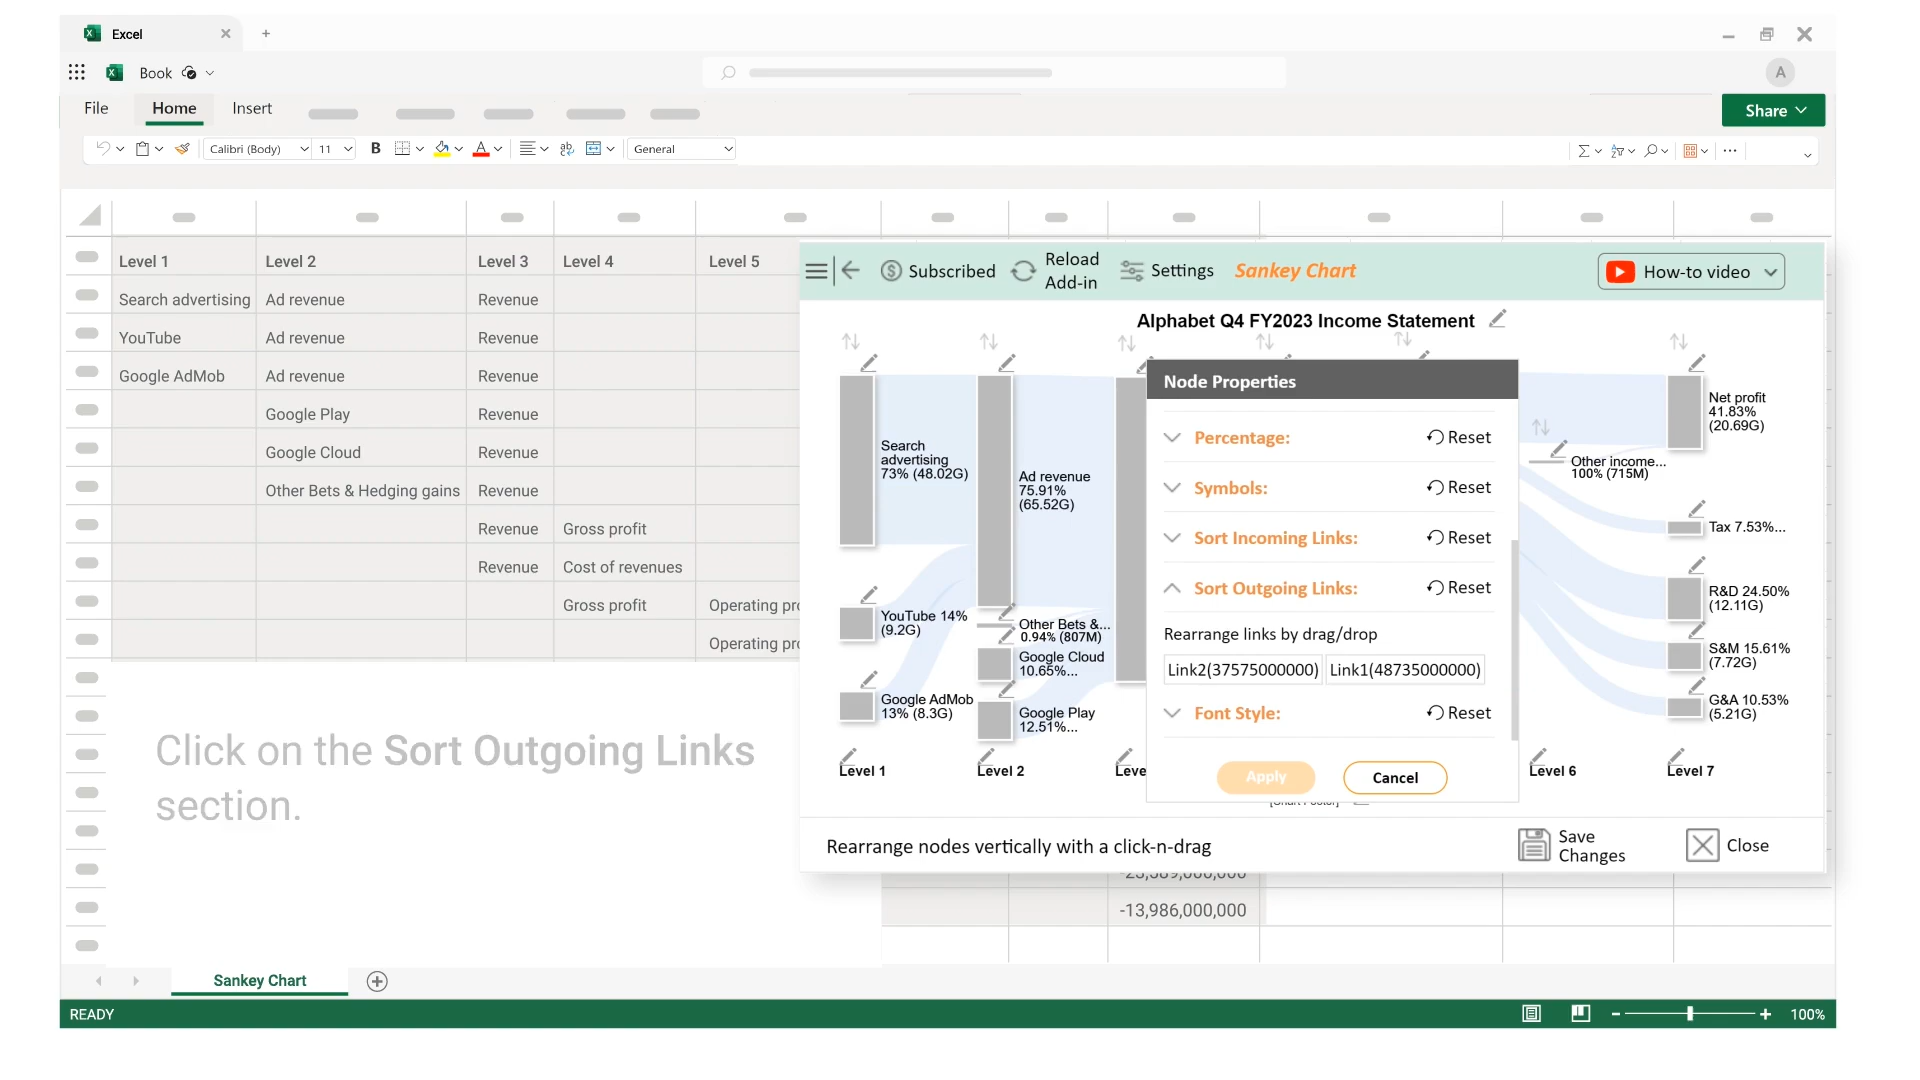 Excel
Book
A
File
Home
Insert
Share
Calibri (Body)
11
B
A
General
Level 1
Level 2
Level 3
Level 4
Level 5
Search advertising
Ad revenue
Revenue
YouTube
Ad revenue
Revenue
Google AdMob
Ad revenue
Revenue
Google Play
Revenue
Google Cloud
Revenue
Other Bets & Hedging gains
Revenue
Revenue
Gross profit
Revenue
Cost of revenues
Gross profit
Operating pro
Operating pro
Subscribed
Reload
Add-in
Settings
Sankey Chart
How-to video
Alphabet Q4 FY2023 Income Statement
Search
advertising
73% (48.02G)
YouTube 14%
(9.2G)
Google AdMob
13% (8.3G)
Ad revenue
75.91%
(65.52G)
Other Bets &...
0.94% (807M)
Google Cloud
10.65%...
Google Play
12.51%...
Node Properties
Percentage:
Reset
Symbols:
Reset
Sort Incoming Links:
Reset
Sort Outgoing Links:
Reset
Rearrange links by drag/drop
Link2(37575000000)
Link1(48735000000)
Font Style:
Reset
Apply
Cancel
Other income...
100% (715M)
Net profit
41.83%
(20.69G)
Tax 7.53%...
R&D 24.50%
(12.11G)
S&M 15.61%
(7.72G)
G&A 10.53%
(5.21G)
Level 1
Level 2
Leve
Level 6
Level 7
Rearrange nodes vertically with a click-n-drag
Save
Changes
Close
Click on the Sort Outgoing Links
section.
-13,986,000,000
Sankey Chart
READY
100%